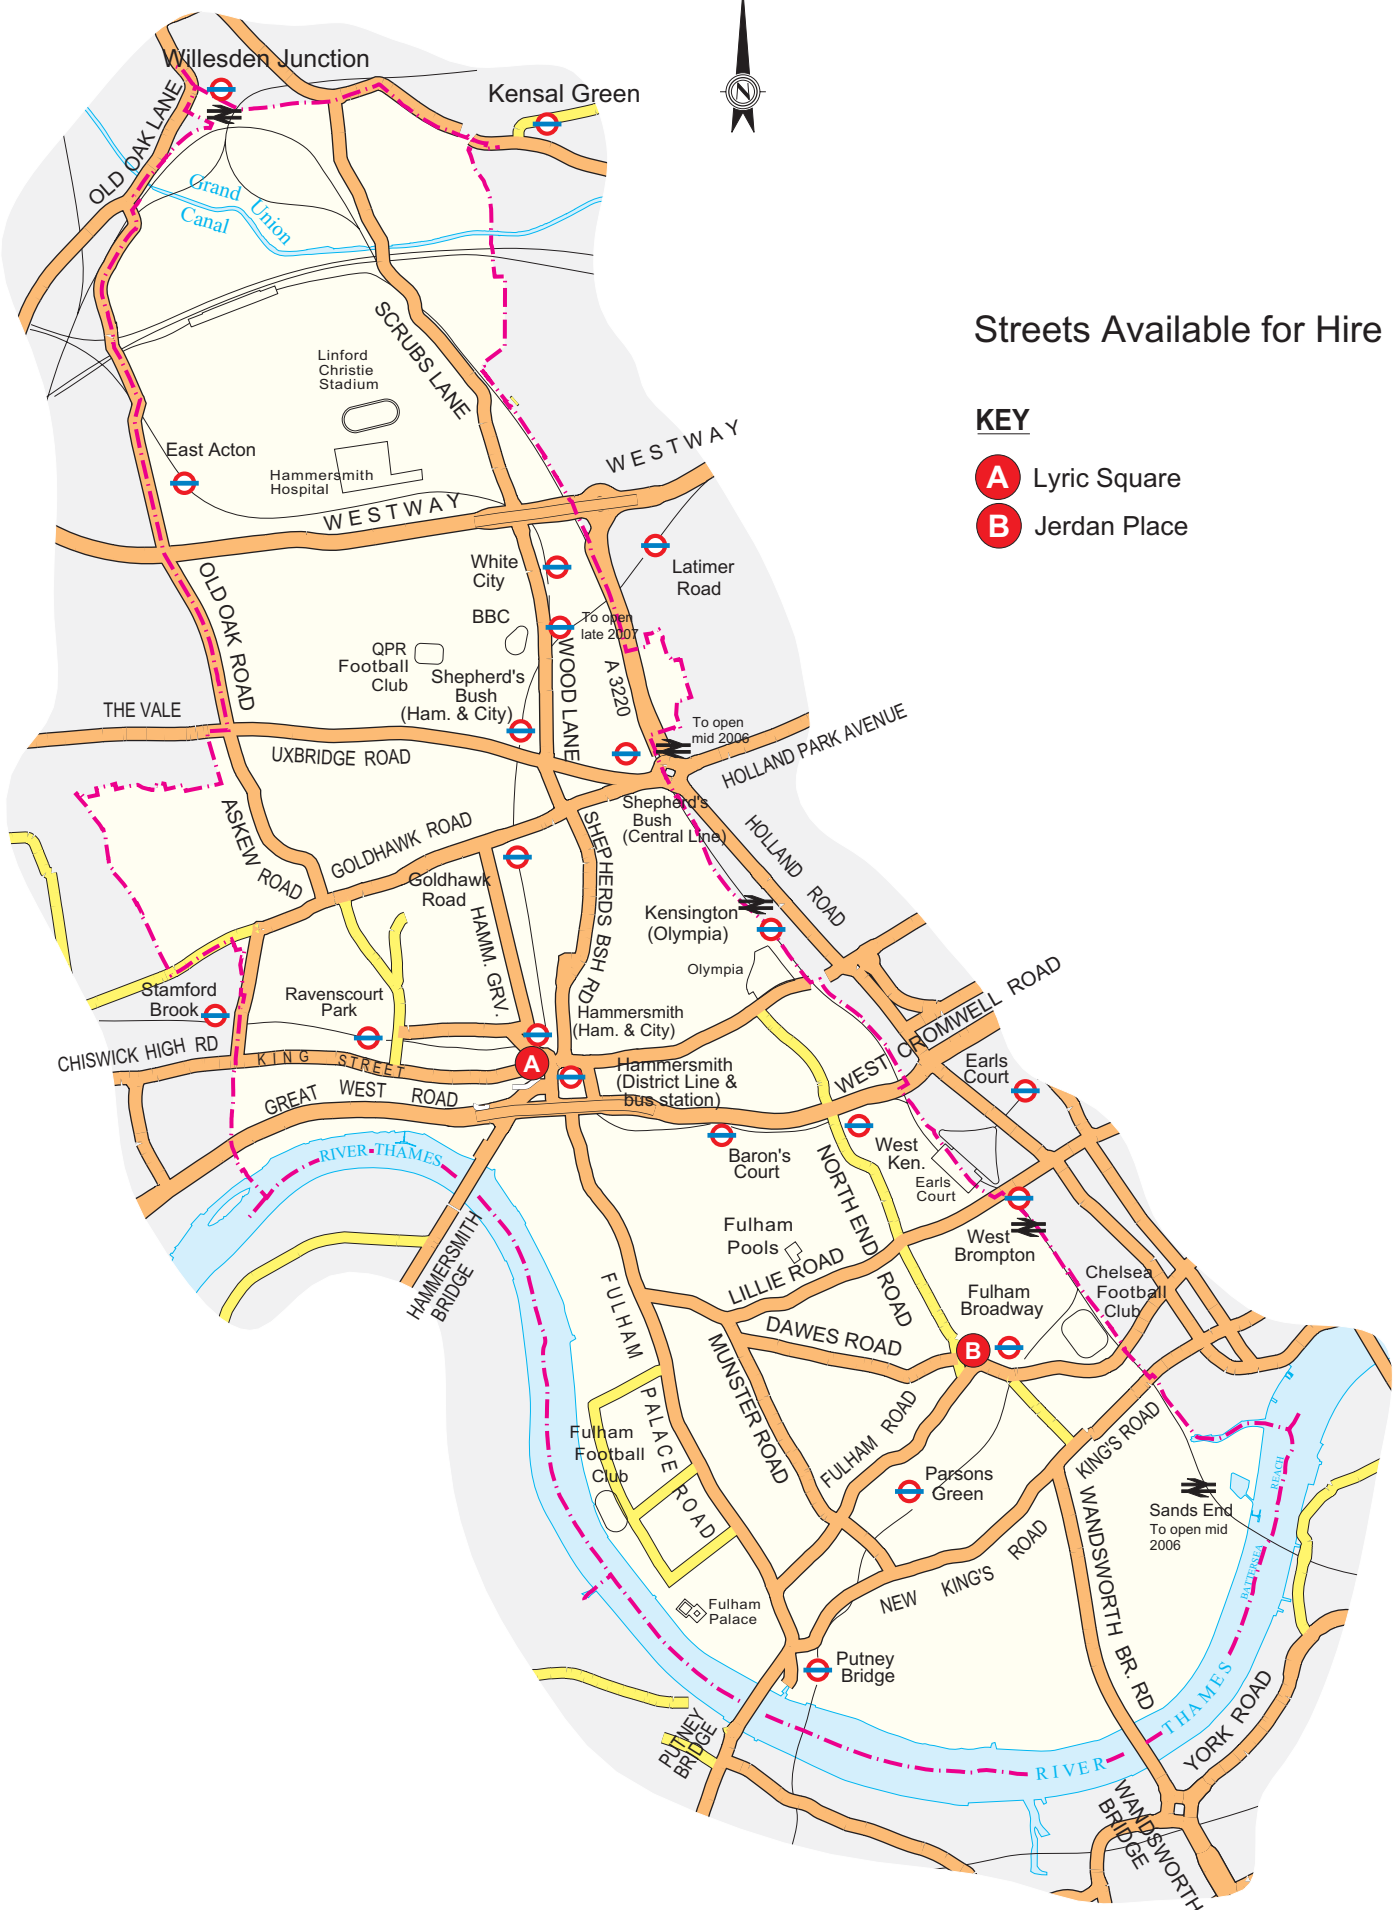 Willesden Junction
Kensal Green
N
OLD OAK LANE
Grand Union
Canal
Streets Available for Hire
KEY
A Lyric Square
B Jerdan Place
SCRUBS LANE
Linford
Christie
Stadium
East Acton
Hammersmith
Hospital
WESTWAY
WESTWAY
White
City
Latimer
Road
OLD OAK ROAD
BBC
To open
late 2007
QPR
Football
Club
Shepherd's
Bush
(Ham. & City)
WOOD LANE
A 3220
THE VALE
To open
mid 2006
HOLLAND PARK AVENUE
UXBRIDGE ROAD
Shepherd's
Bush
(Central Line)
ASKEW ROAD
GOLDHAWK ROAD
SHEPHERDS BSH RD
HOLLAND ROAD
Goldhawk
Road
HAMM. GRV.
Kensington
(Olympia)
Olympia
Stamford
Brook
Ravenscourt
Park
Hammersmith
(Ham. & City)
CHISWICK HIGH RD
KING STREET
A
WEST CROMWELL ROAD
Hammersmith
(District Line &
bus station)
Earls
Court
GREAT WEST ROAD
RIVER THAMES
Baron's
Court
West
Ken.
Earls
Court
NORTH END ROAD
HAMMERSMITH
BRIDGE
Fulham
Pools
West
Brompton
LILLIE ROAD
Chelsea
Football
Club
Fulham
Broadway
FULHAM PALACE ROAD
DAWES ROAD
B
MUNSTER ROAD
FULHAM ROAD
KING'S ROAD
Fulham
Football
Club
Parsons
Green
Sands End
To open mid
2006
BATTERSEA REACH
WANDSWORTH BR. RD
NEW KING'S ROAD
Fulham
Palace
Putney
Bridge
PUTNEY
BRIDGE
RIVER THAMES
YORK ROAD
WANDSWORTH
BRIDGE